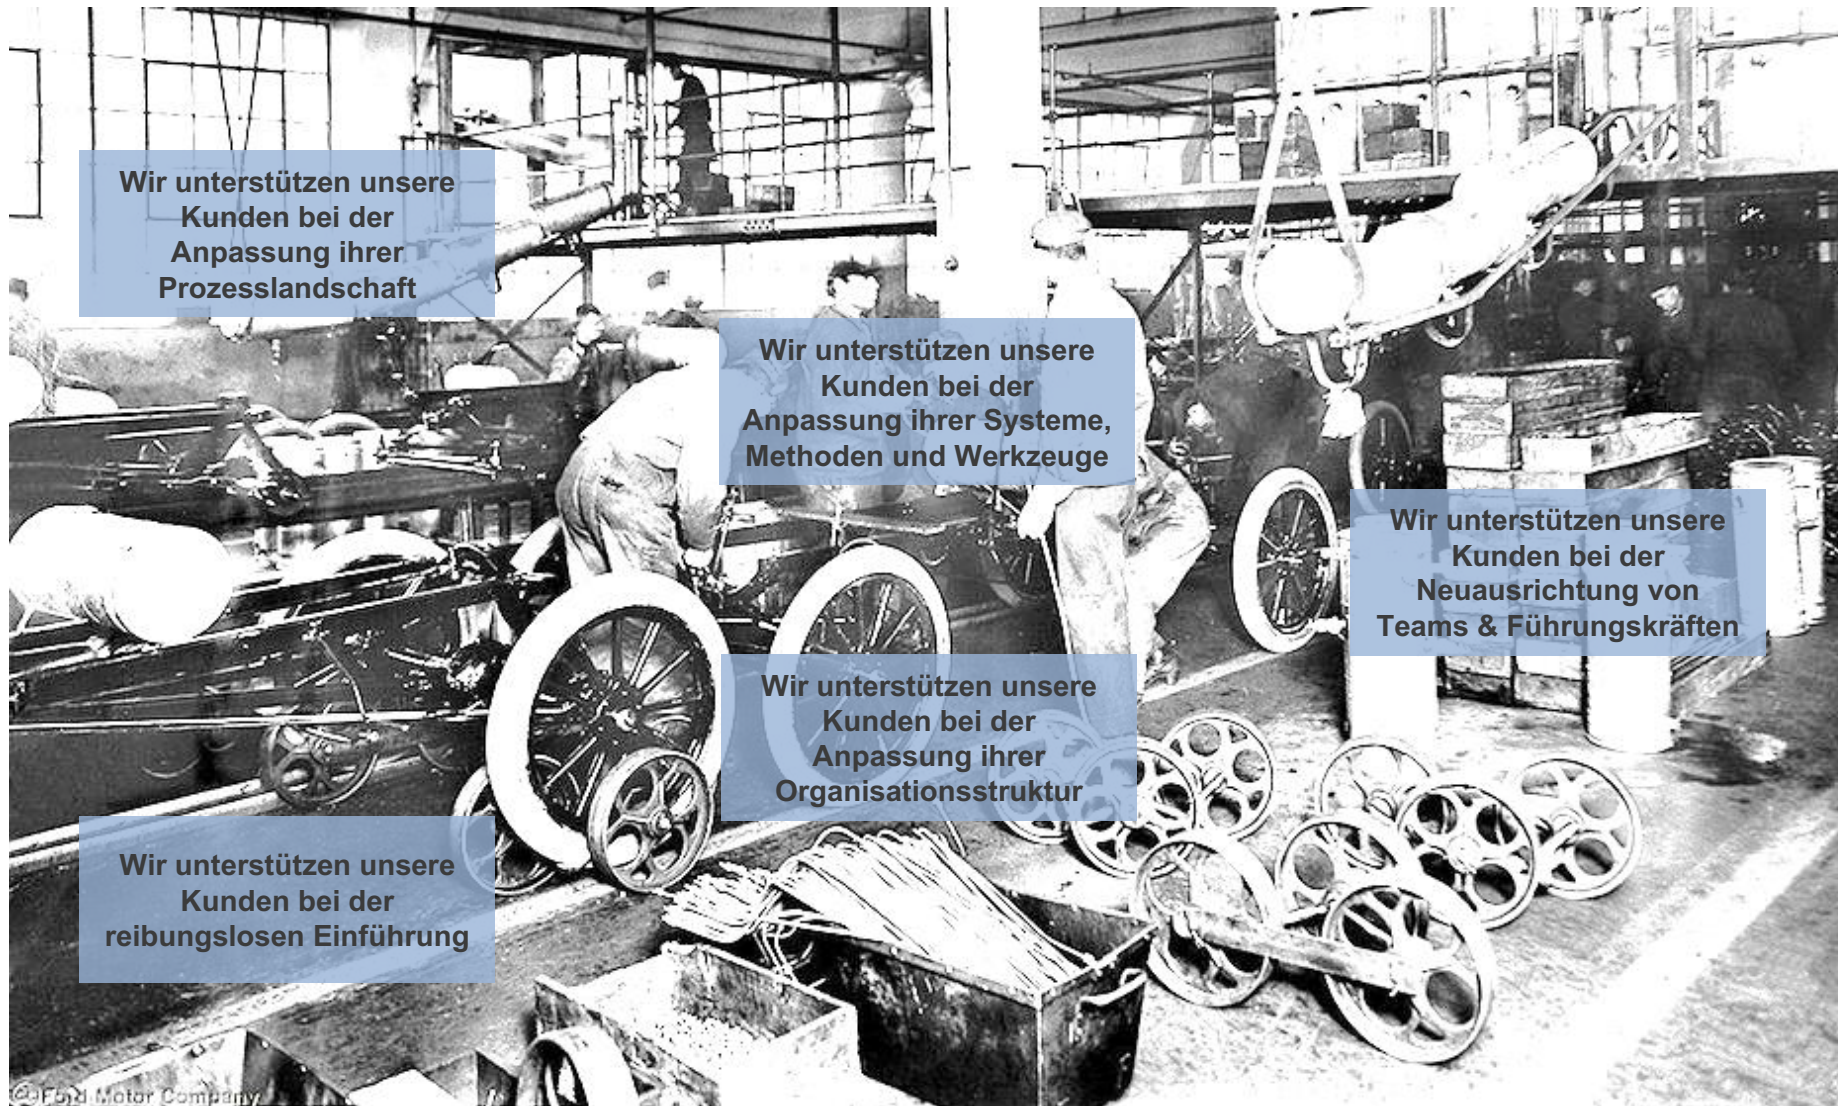 Wir unterstützen unsere
Kunden bei der
Anpassung ihrer
Prozesslandschaft
Wir unterstützen unsere
Kunden bei der
Anpassung ihrer Systeme,
Methoden und Werkzeuge
Wir unterstützen unsere
Kunden bei der
Neuausrichtung von
Teams & Führungskräften
Wir unterstützen unsere
Kunden bei der
Anpassung ihrer
Organisationsstruktur
Wir unterstützen unsere
Kunden bei der
reibungslosen Einführung
© Ford Motor Company